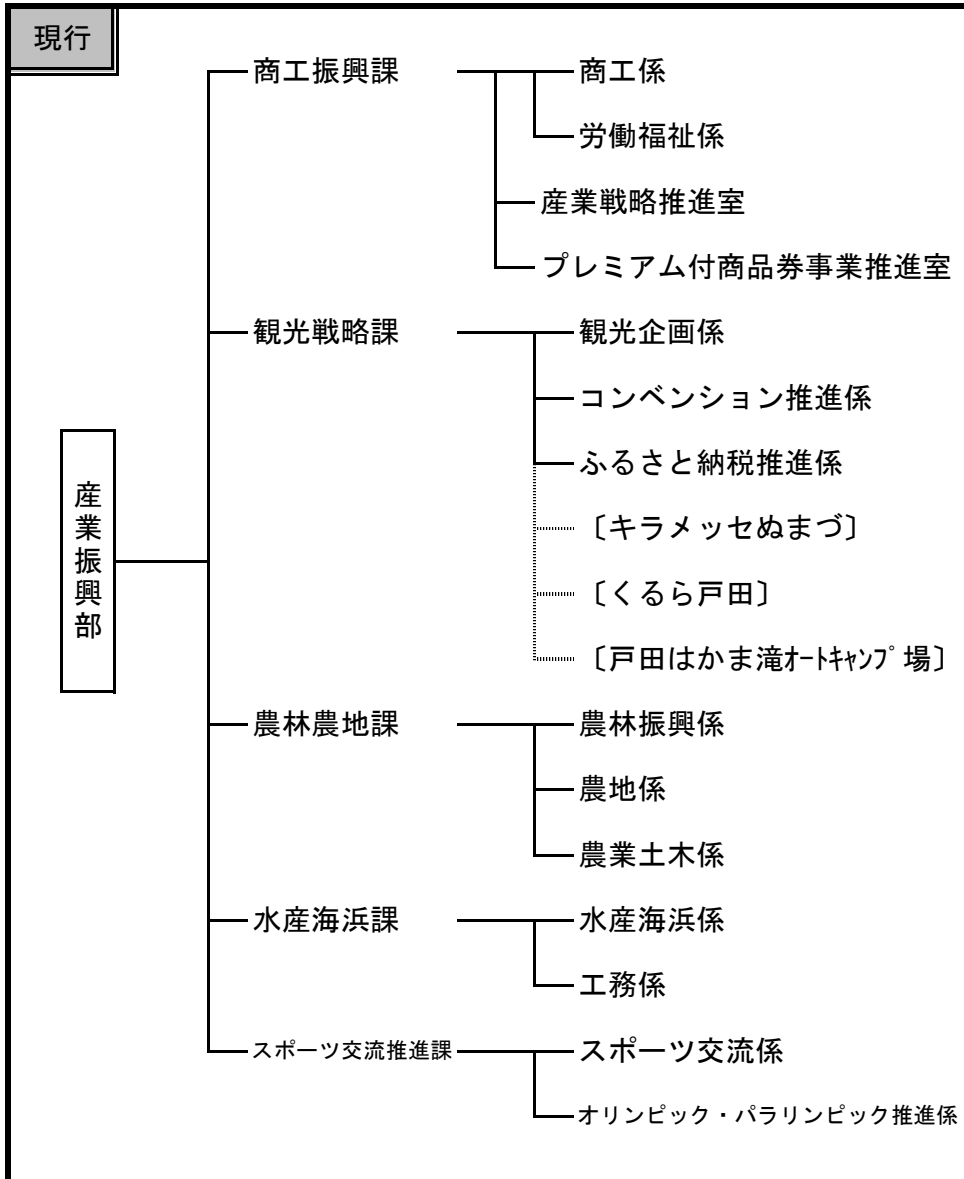 現行
商工振興課
商工係
労働福祉係
産業戦略推進室
プレミアム付商品券事業推進室
観光戦略課
観光企画係
コンベンション推進係
ふるさと納税推進係
〔キラメッセぬまづ〕
〔くるら戸田〕
〔戸田はかま滝ｵｰﾄｷｬﾝﾌﾟ場〕
産業振興部
農林農地課
農林振興係
農地係
農業土木係
水産海浜課
水産海浜係
工務係
スポーツ交流推進課
スポーツ交流係
オリンピック・パラリンピック推進係